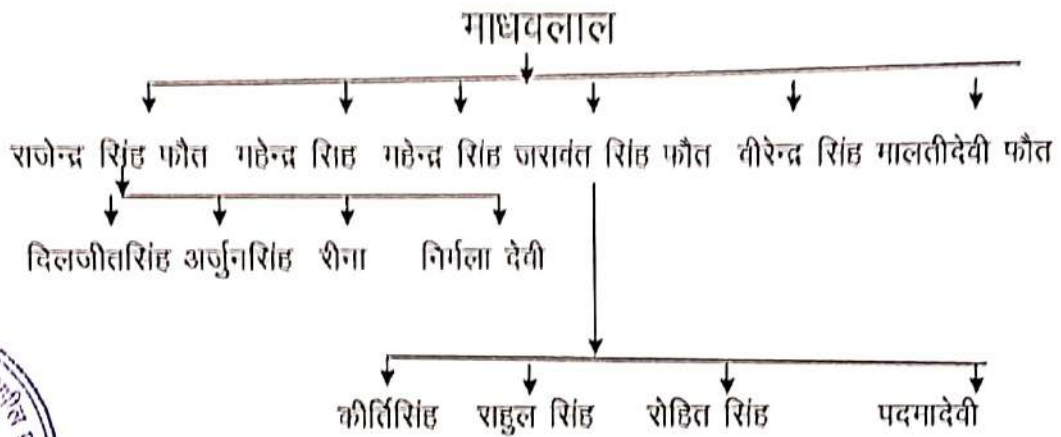 माधवलाल
राजेन्द्र सिंह फौत महेन्द्र सिंह महेन्द्र सिंह जसवंत सिंह फौत वीरेन्द्र सिंह मालतीदेवी फौत
दिलजीतसिंह अर्जुनसिंह रीना निर्मला देवी
कीर्तिसिंह राहुल सिंह रोहित सिंह पदमादेवी